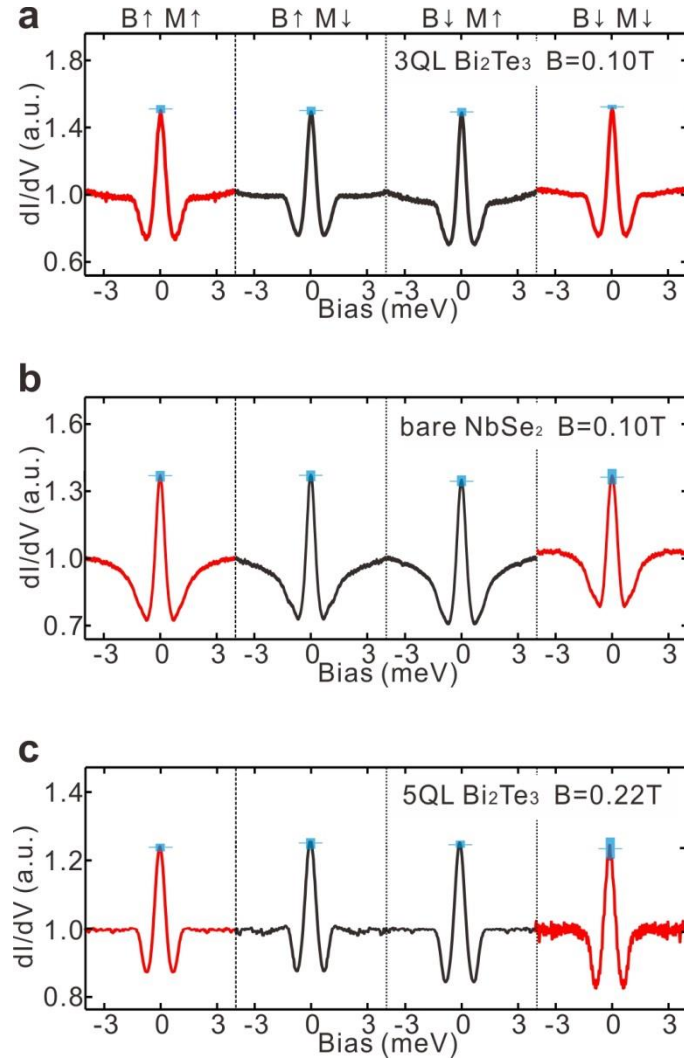 a B↑ M↑ B↑ M↓ B↓ M↑ B↓ M↓
3QL Bi₂Te₃ B=0.10T
dI/dV (a.u.)
1.8
1.4
1.0
0.6
-3 0 3 -3 0 3 -3 0 3 -3 0 3
Bias (meV)
b
bare NbSe₂ B=0.10T
dI/dV (a.u.)
1.6
1.3
1.0
0.7
-3 0 3 -3 0 3 -3 0 3 -3 0 3
Bias (meV)
c
5QL Bi₂Te₃ B=0.22T
dI/dV (a.u.)
1.4
1.2
1.0
0.8
-3 0 3 -3 0 3 -3 0 3 -3 0 3
Bias (meV)